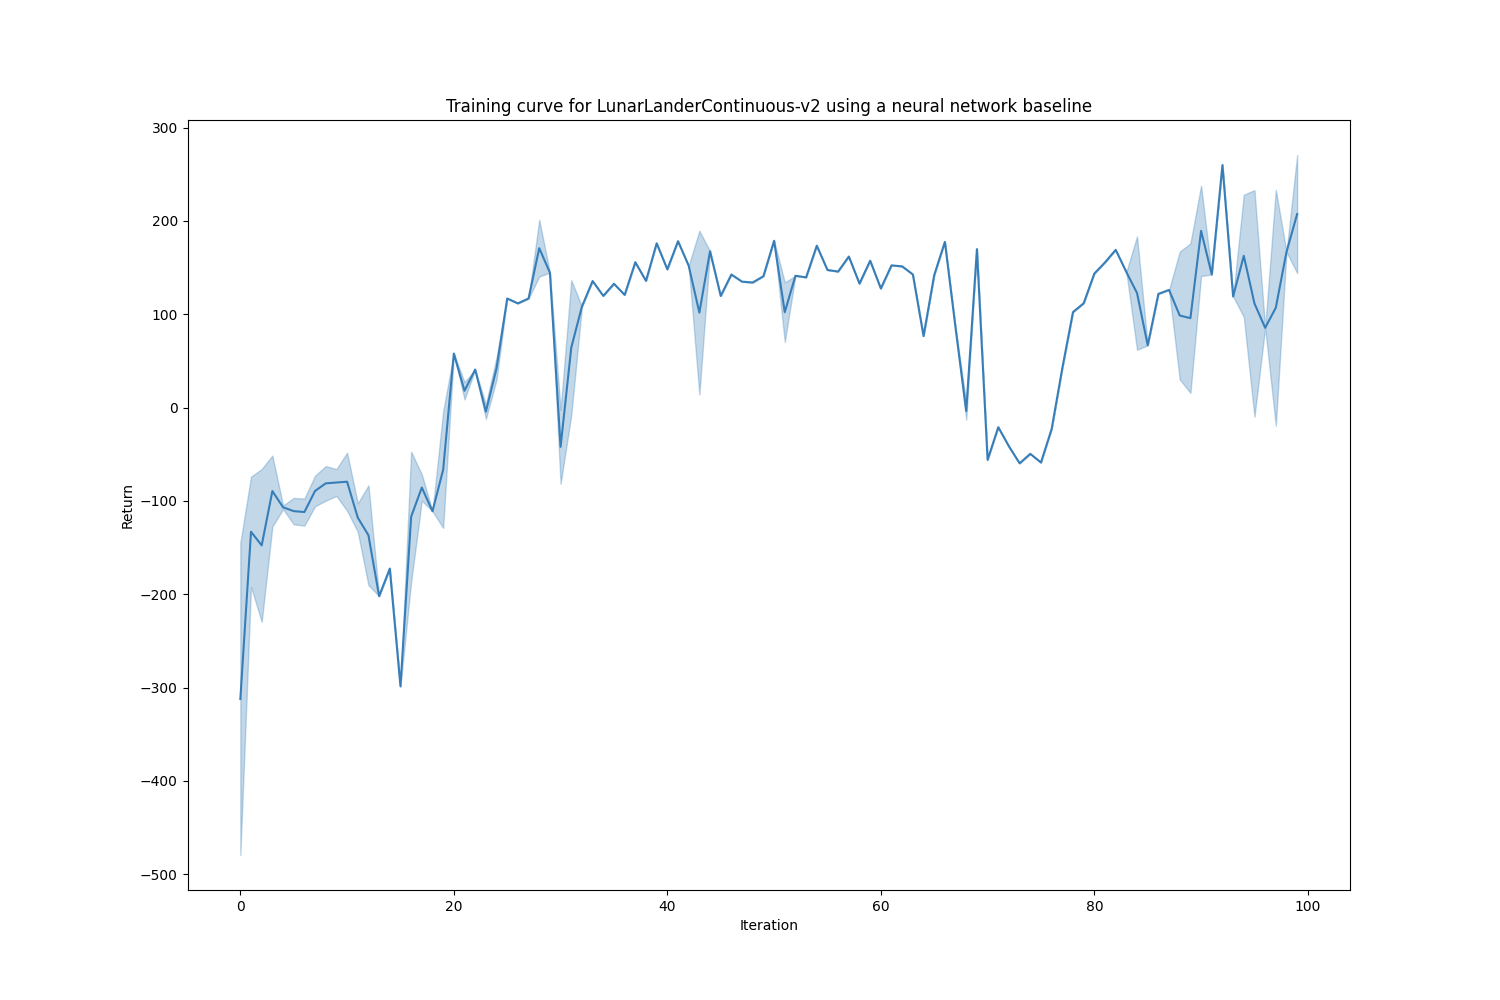 Training curve for LunarLanderContinuous-v2 using a neural network baseline
300
200
100
0
−100
−200
−300
−400
−500
Return
0 20 40 60 80 100
Iteration